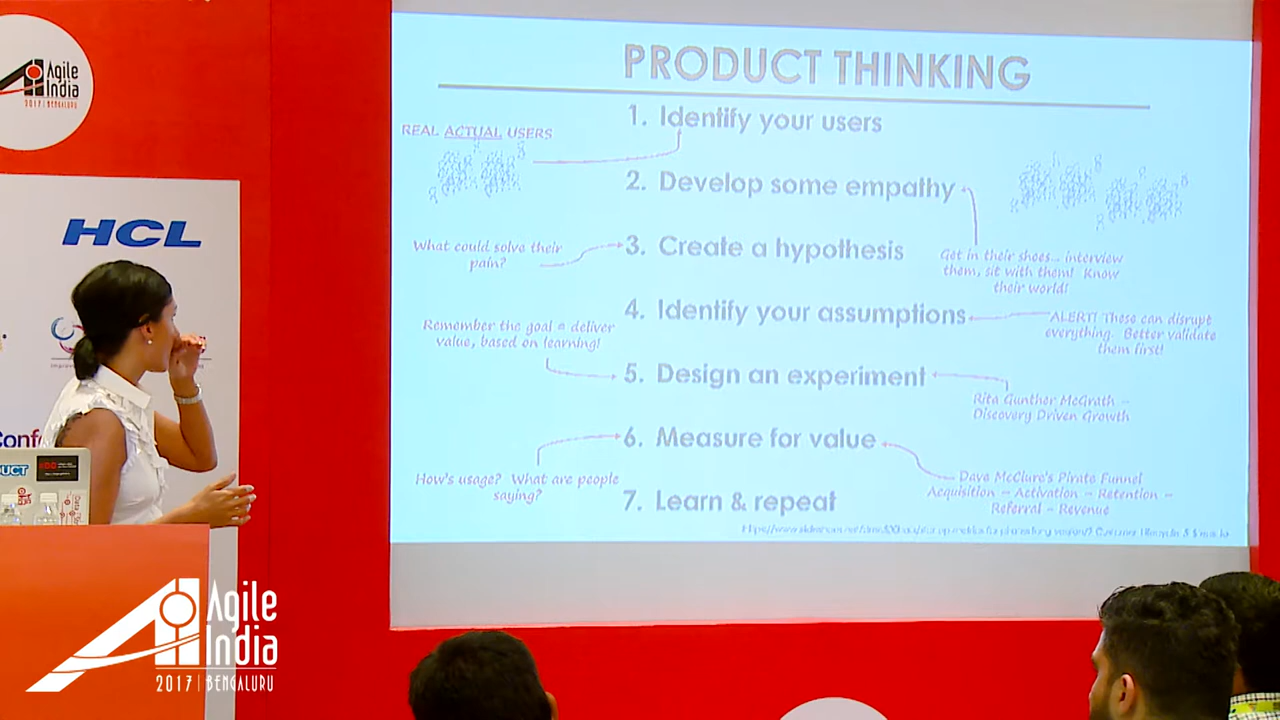 Agile
India
2017 | BENGALURU
HCL
Conf
DUCT
PRODUCT THINKING
1. Identify your users
REAL ACTUAL USERS
2. Develop some empathy
Get in their shoes... interview
them, sit with them! Know
their world!
3. Create a hypothesis
What could solve their
pain?
4. Identify your assumptions
ALERT! These can disrupt
everything. Better validate
them first!
Remember the goal = deliver
value, based on learning!
5. Design an experiment
Rita Gunther McGrath –
Discovery Driven Growth
6. Measure for value
How's usage? What are people
saying?
Dave McClure's Pirate Funnel
Acquisition – Activation – Retention –
Referral – Revenue
7. Learn & repeat
Agile
India
2017 | BENGALURU